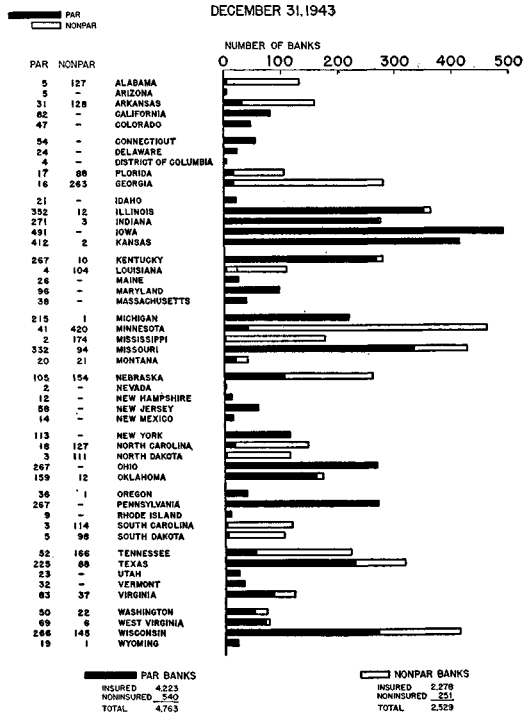 DECEMBER 31, 1943
PAR
NONPAR
NUMBER OF BANKS
PAR NONPAR 0 100 200 300 400 500
5 127 ALABAMA
5 - ARIZONA
31 128 ARKANSAS
82 - CALIFORNIA
47 - COLORADO
54 - CONNECTICUT
24 - DELAWARE
4 - DISTRICT OF COLUMBIA
17 88 FLORIDA
16 263 GEORGIA
21 - IDAHO
352 12 ILLINOIS
271 3 INDIANA
491 - IOWA
412 2 KANSAS
267 10 KENTUCKY
4 104 LOUISIANA
26 - MAINE
96 - MARYLAND
38 - MASSACHUSETTS
215 1 MICHIGAN
41 420 MINNESOTA
2 174 MISSISSIPPI
332 94 MISSOURI
20 21 MONTANA
105 154 NEBRASKA
2 - NEVADA
12 - NEW HAMPSHIRE
58 - NEW JERSEY
14 - NEW MEXICO
113 - NEW YORK
18 127 NORTH CAROLINA
3 111 NORTH DAKOTA
267 - OHIO
159 12 OKLAHOMA
36 1 OREGON
267 - PENNSYLVANIA
9 - RHODE ISLAND
3 114 SOUTH CAROLINA
5 98 SOUTH DAKOTA
52 166 TENNESSEE
225 88 TEXAS
23 - UTAH
32 - VERMONT
83 37 VIRGINIA
50 22 WASHINGTON
69 6 WEST VIRGINIA
266 145 WISCONSIN
19 1 WYOMING
PAR BANKS
INSURED 4,223
NONINSURED 540
TOTAL 4,763
NONPAR BANKS
INSURED 2,278
NONINSURED 251
TOTAL 2,529